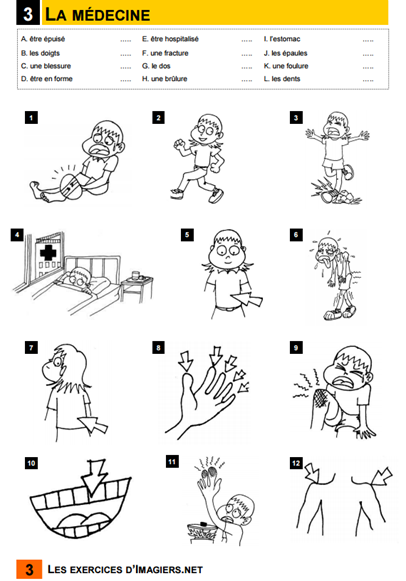 3 LA MÉDECINE
A. être épuisé ..... E. être hospitalisé ..... I. l'estomac .....
B. les doigts ..... F. une fracture ..... J. les épaules .....
C. une blessure ..... G. le dos ..... K. une foulure .....
D. être en forme ..... H. une brûlure ..... L. les dents .....
1 2 3
4 5 6
7 8 9
10 11 12
3 LES EXERCICES D'IMAGIERS.NET